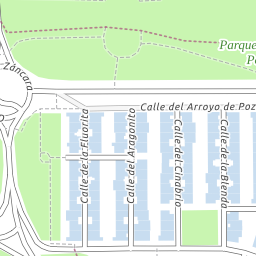 Parque
Záncara
Calle del Arroyo de Poz
Calle de la Fluorita
Calle del Aragonito
Calle del Cinabrio
Calle de la Blenda